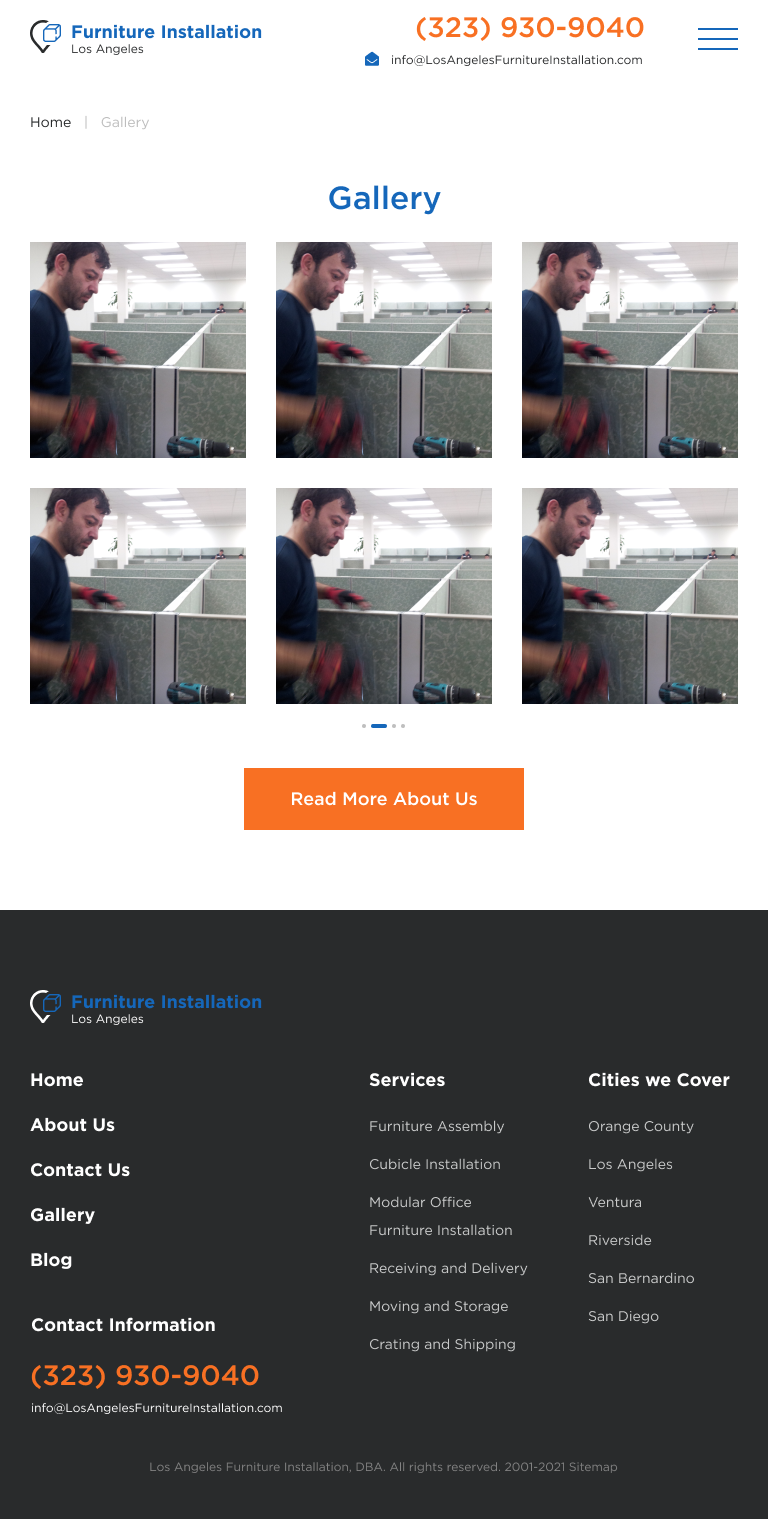 Furniture Installation
Los Angeles
(323) 930-9040
info@LosAngelesFurnitureInstallation.com
Home | Gallery
Gallery
Read More About Us
Furniture Installation
Los Angeles
Home
About Us
Contact Us
Gallery
Blog
Contact Information
(323) 930-9040
info@LosAngelesFurnitureInstallation.com
Services
Furniture Assembly
Cubicle Installation
Modular Office
Furniture Installation
Receiving and Delivery
Moving and Storage
Crating and Shipping
Cities we Cover
Orange County
Los Angeles
Ventura
Riverside
San Bernardino
San Diego
Los Angeles Furniture Installation, DBA. All rights reserved. 2001-2021 Sitemap